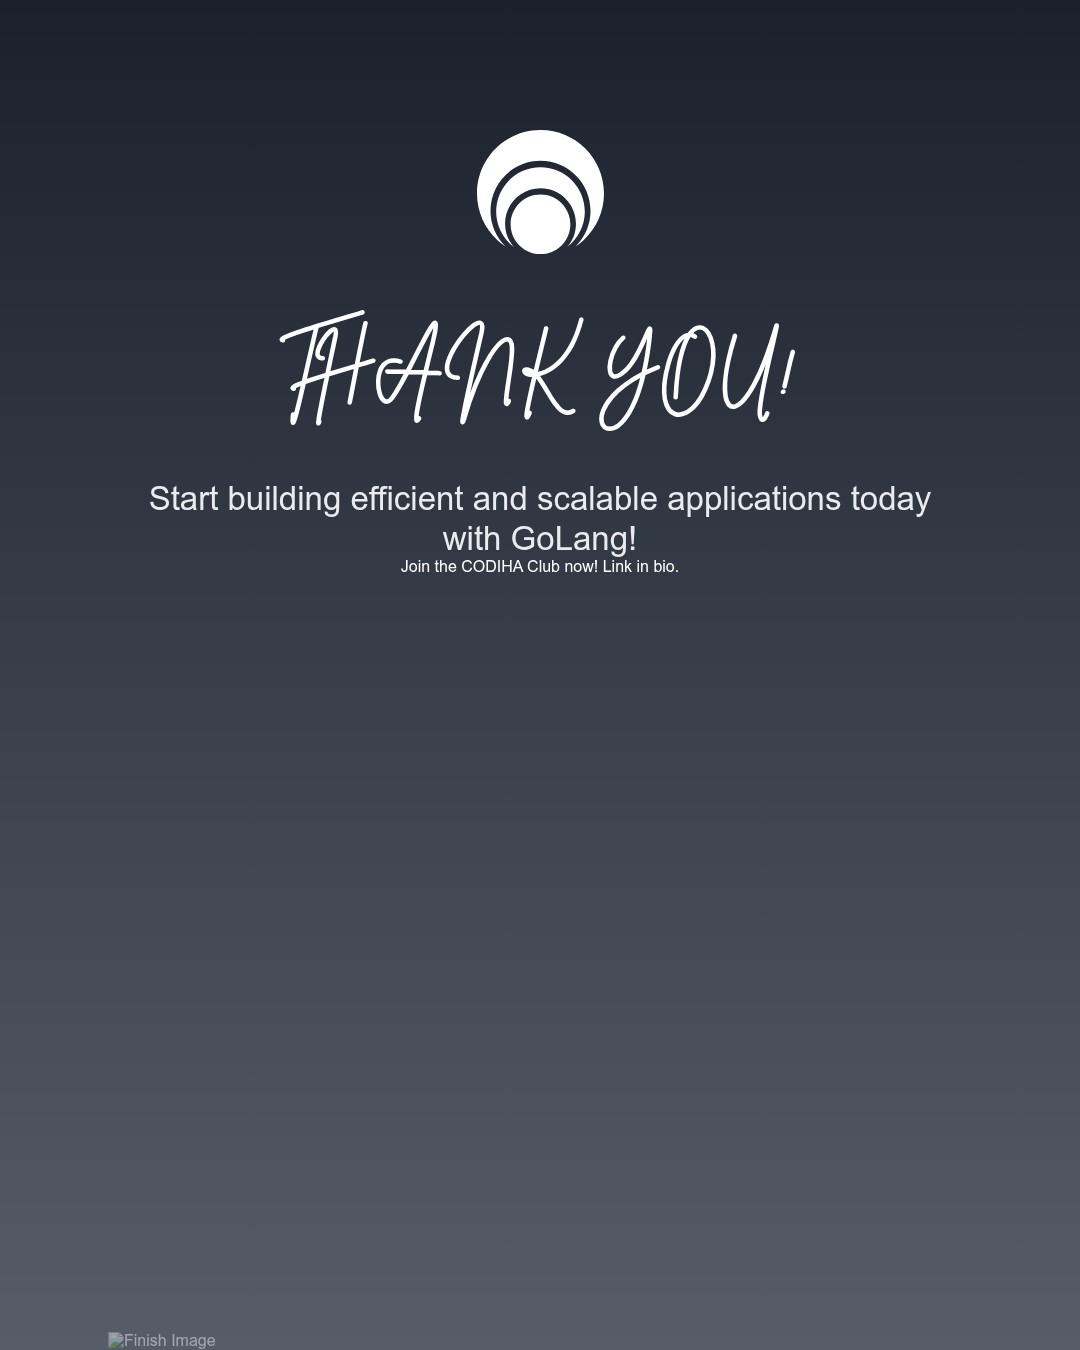 THANK YOU!
Start building efficient and scalable applications today
with GoLang!
Join the CODIHA Club now! Link in bio.
Finish Image